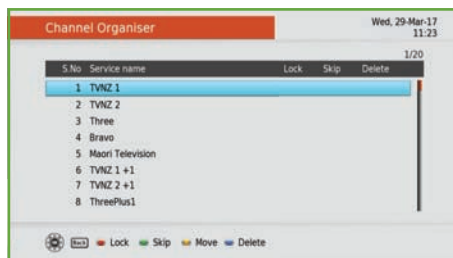 Channel Organiser
Wed, 29-Mar-17
11:23
1/20
S.No Service name Lock Skip Delete
1 TVNZ 1
2 TVNZ 2
3 Three
4 Bravo
5 Maori Television
6 TVNZ 1 +1
7 TVNZ 2 +1
8 ThreePlus1
Back Lock Skip Move Delete